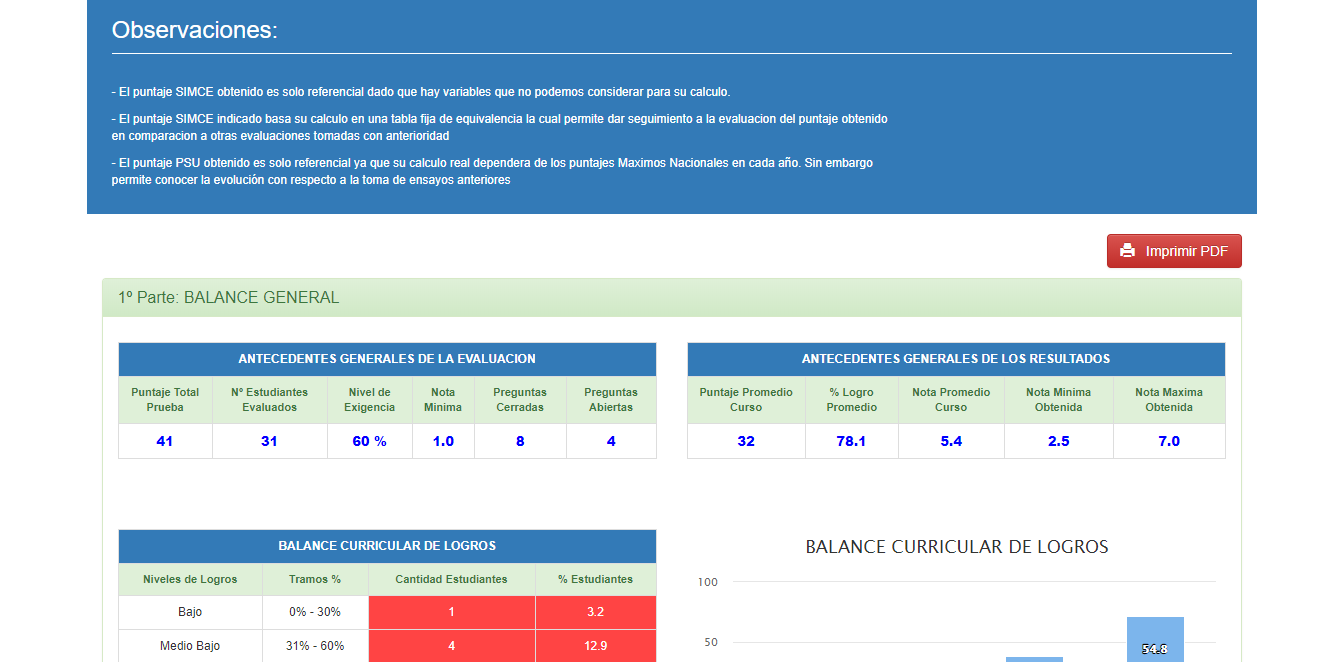 Observaciones:
- El puntaje SIMCE obtenido es solo referencial dado que hay variables que no podemos considerar para su calculo.
- El puntaje SIMCE indicado basa su calculo en una tabla fija de equivalencia la cual permite dar seguimiento a la evaluacion del puntaje obtenido
en comparacion a otras evaluaciones tomadas con anterioridad
- El puntaje PSU obtenido es solo referencial ya que su calculo real dependera de los puntajes Maximos Nacionales en cada año. Sin embargo
permite conocer la evolución con respecto a la toma de ensayos anteriores
Imprimir PDF
1º Parte: BALANCE GENERAL
ANTECEDENTES GENERALES DE LA EVALUACION
Puntaje Total Prueba
N° Estudiantes Evaluados
Nivel de Exigencia
Nota Minima
Preguntas Cerradas
Preguntas Abiertas
41 31 60 % 1.0 8 4
ANTECEDENTES GENERALES DE LOS RESULTADOS
Puntaje Promedio Curso
% Logro Promedio
Nota Promedio Curso
Nota Minima Obtenida
Nota Maxima Obtenida
32 78.1 5.4 2.5 7.0
BALANCE CURRICULAR DE LOGROS
Niveles de Logros Tramos % Cantidad Estudiantes % Estudiantes
Bajo 0% - 30% 1 3.2
Medio Bajo 31% - 60% 4 12.9
BALANCE CURRICULAR DE LOGROS
100
50
54.8